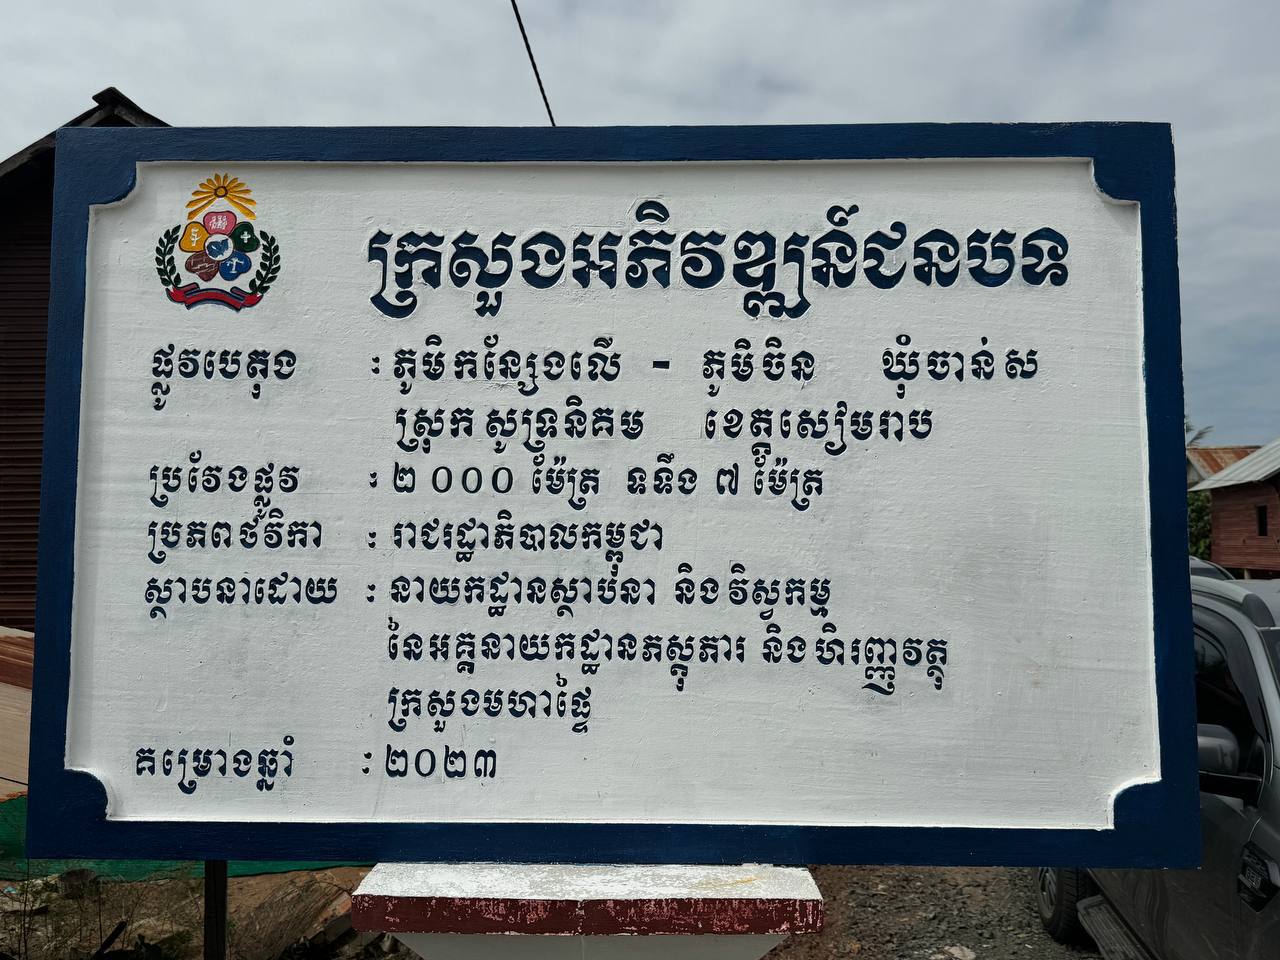 ក្រសួងអភិវឌ្ឍន៍ជនបទ
ផ្លូវបេតុង : ភូមិកន្សែងលើ - ភូមិចិន ឃុំចាន់ស
ស្រុក សូទ្រនិគម ខេត្តសៀមរាប
ប្រវែងផ្លូវ : ២ ០០០ ម៉ែត្រ ទទឹង ៧ ម៉ែត្រ
ប្រភពថវិកា : រាជរដ្ឋាភិបាលកម្ពុជា
ស្ថាបនាដោយ : នាយកដ្ឋានស្ថាបនា និងវិស្វកម្ម
នៃអគ្គនាយកដ្ឋានភស្តុភារ និងហិរញ្ញវត្ថុ
ក្រសួងមហាផ្ទៃ
គម្រោងឆ្នាំ : ២០២៣